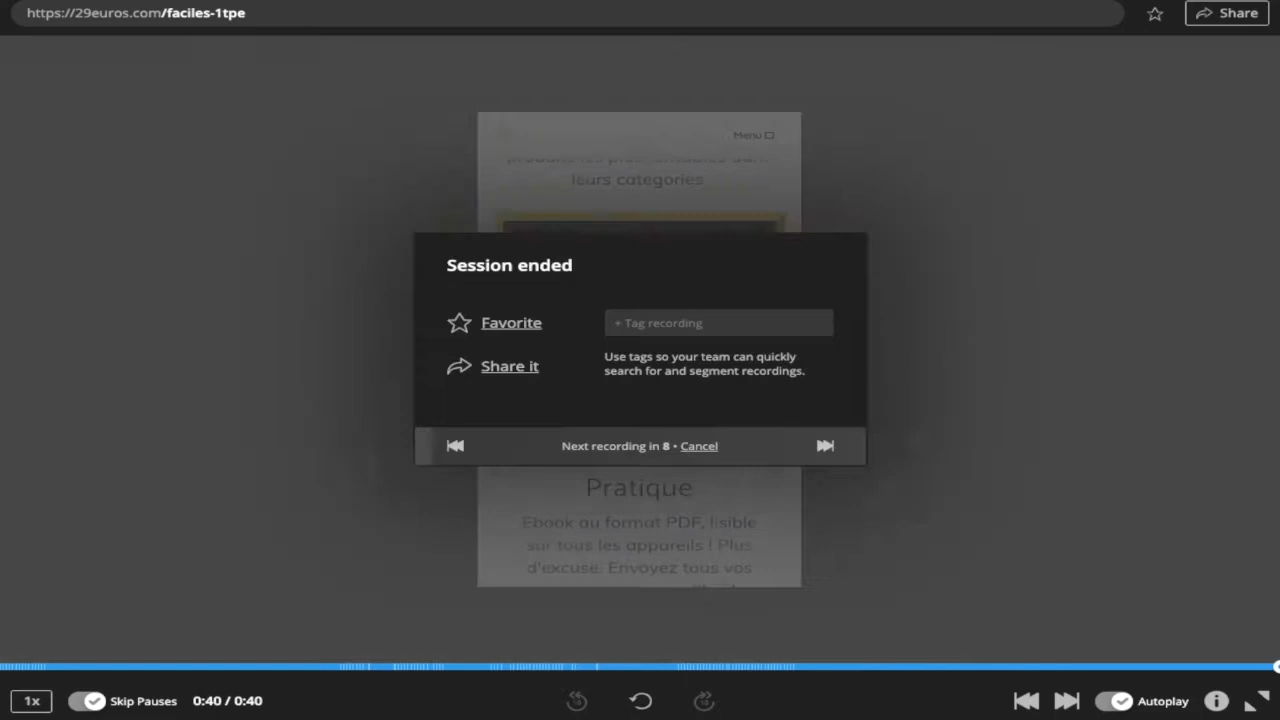 https://29euros.com/faciles-1tpe
Share
Menu
leurs categories
Session ended
Favorite
+ Tag recording
Share it
Use tags so your team can quickly
search for and segment recordings.
Next recording in 8 • Cancel
Pratique
Ebook au format PDF, lisible
sur tous les appareils ! Plus
d'excuse. Envoyez tous vos
1x
Skip Pauses
0:40 / 0:40
Autoplay